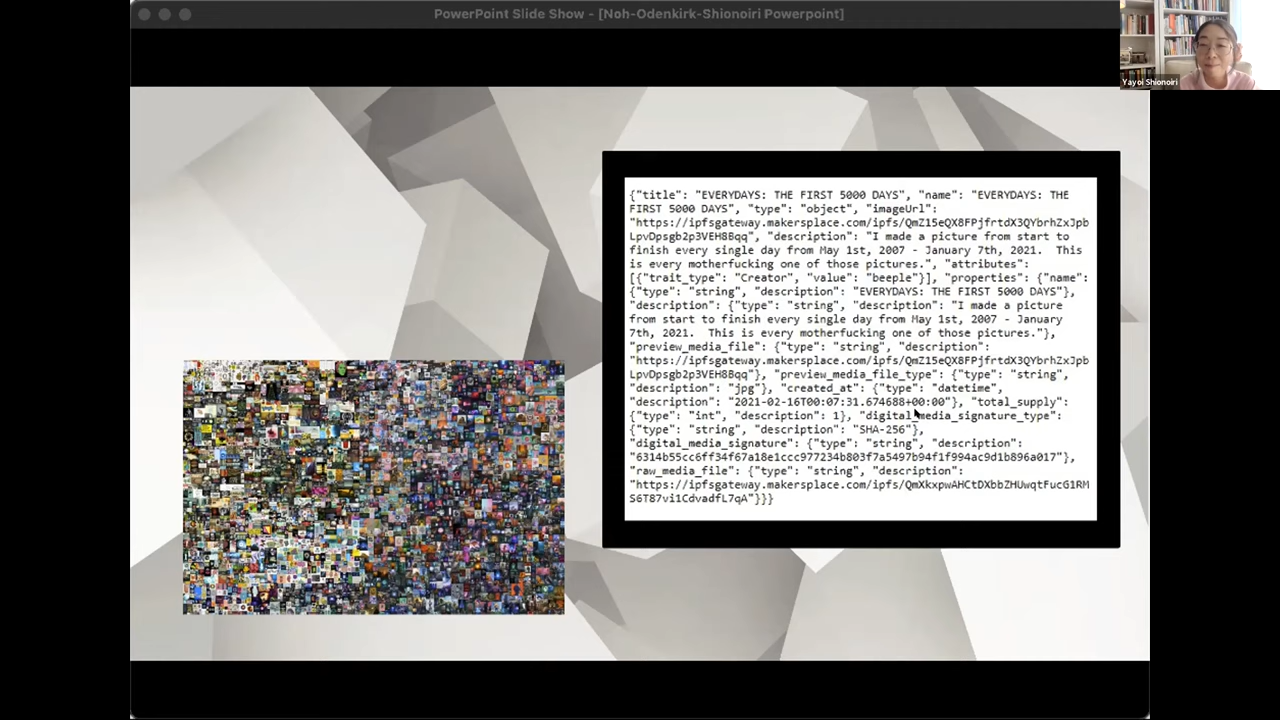 PowerPoint Slide Show - [Noh-Odenkirk-Shionoiri Powerpoint]
Yayoi Shionoiri
{"title": "EVERYDAYS: THE FIRST 5000 DAYS", "name": "EVERYDAYS: THE
FIRST 5000 DAYS", "type": "object", "imageUrl":
"https://ipfsgateway.makersplace.com/ipfs/QmZ15eQX8FPjfrtdX3QYbrhZxJpb
LpvDpsgb2p3VEH8Bqq", "description": "I made a picture from start to
finish every single day from May 1st, 2007 - January 7th, 2021.  This
is every motherfucking one of those pictures.", "attributes":
[{"trait_type": "Creator", "value": "beeple"}], "properties": {"name":
{"type": "string", "description": "EVERYDAYS: THE FIRST 5000 DAYS"},
"description": {"type": "string", "description": "I made a picture
from start to finish every single day from May 1st, 2007 - January
7th, 2021.  This is every motherfucking one of those pictures."},
"preview_media_file": {"type": "string", "description":
"https://ipfsgateway.makersplace.com/ipfs/QmZ15eQX8FPjfrtdX3QYbrhZxJpb
LpvDpsgb2p3VEH8Bqq"}, "preview_media_file_type": {"type": "string",
"description": "jpg"}, "created_at": {"type": "datetime",
"description": "2021-02-16T00:07:31.674688+00:00"}, "total_supply":
{"type": "int", "description": 1}, "digital_media_signature_type":
{"type": "string", "description": "SHA-256"},
"digital_media_signature": {"type": "string", "description":
"6314b55cc6ff34f67a18e1ccc977234b803f7a5497b94f1f994ac9d1b896a017"},
"raw_media_file": {"type": "string", "description":
"https://ipfsgateway.makersplace.com/ipfs/QmXkxpwAHCtDXbbZHUwqtFucG1RM
S6T87vi1CdvadfL7qA"}}}